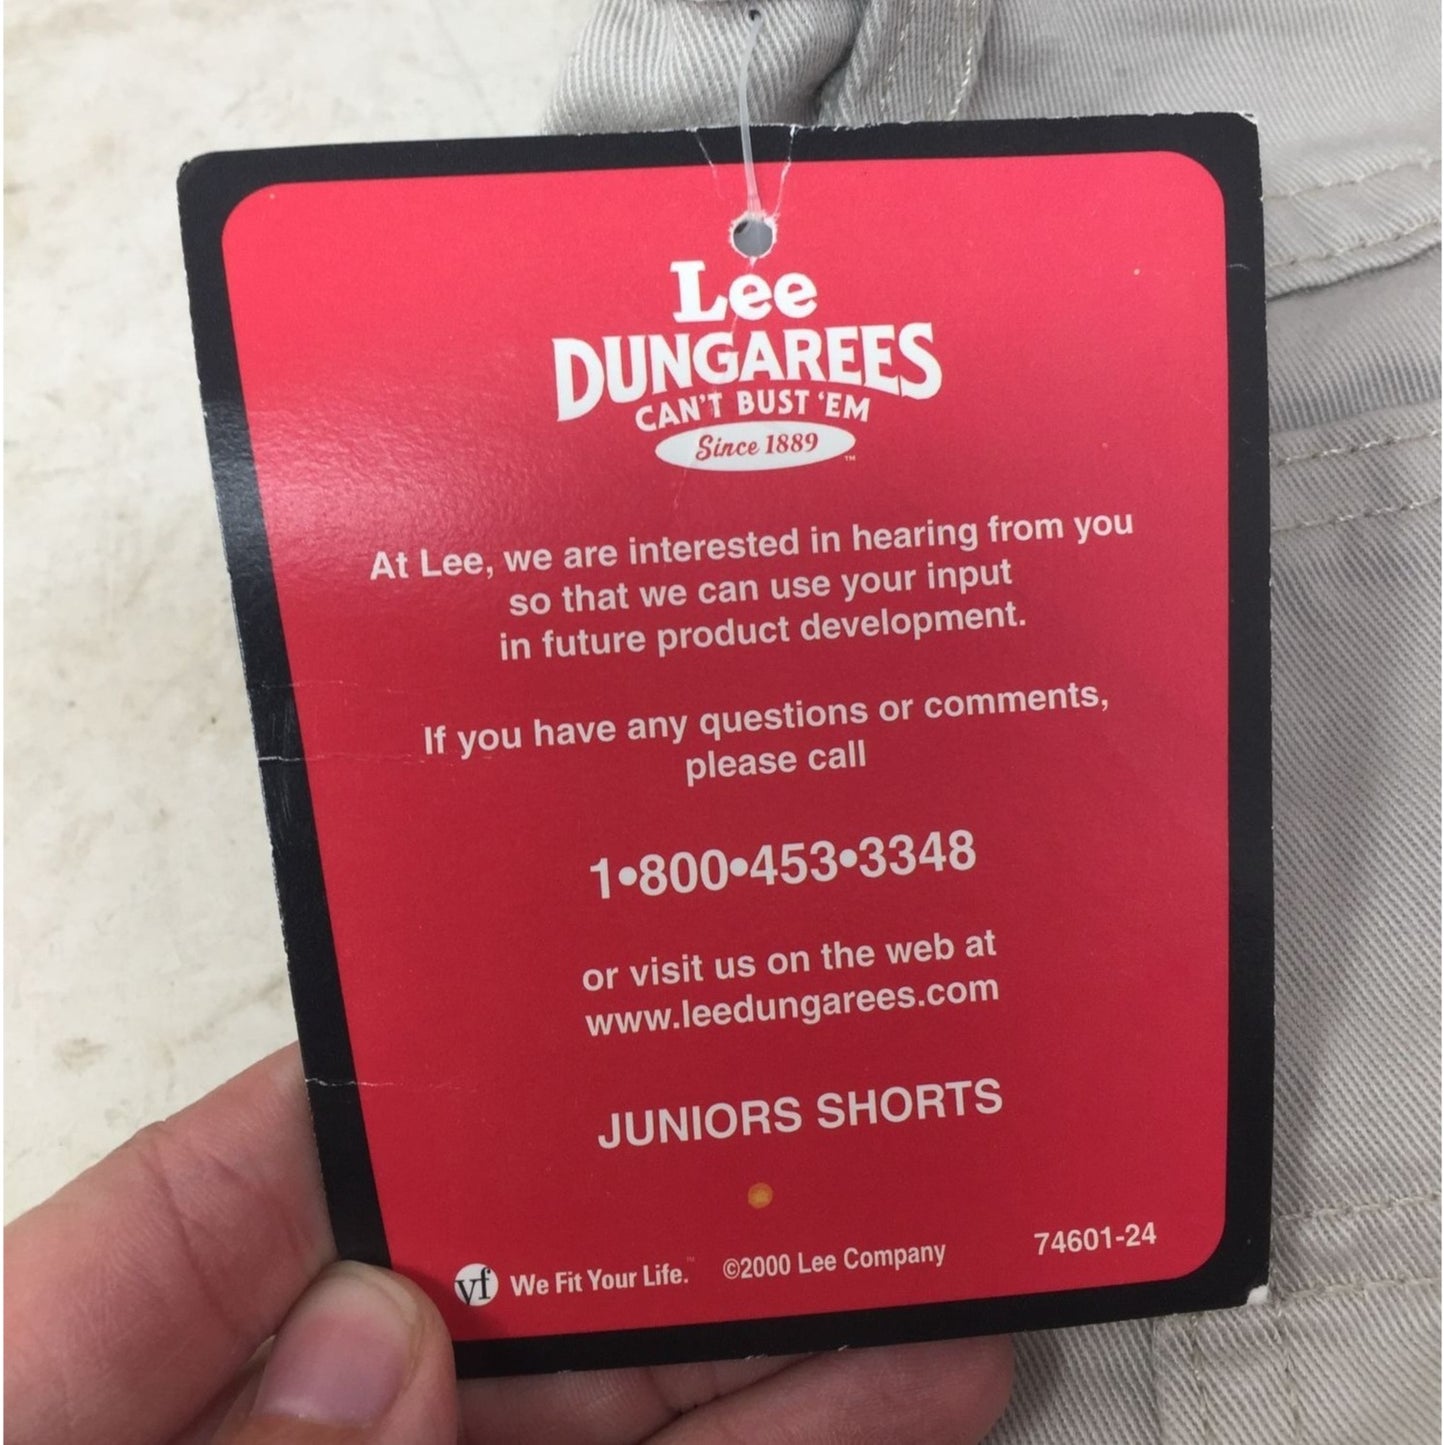 Lee
DUNGAREES
CAN'T BUST 'EM
Since 1889 ™
At Lee, we are interested in hearing from you
so that we can use your input
in future product development.
If you have any questions or comments,
please call
1•800•453•3348
or visit us on the web at
www.leedungarees.com
JUNIORS SHORTS
vf We Fit Your Life.™ ©2000 Lee Company 74601-24